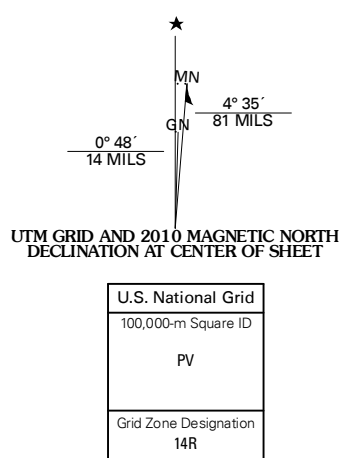 ★
MN
4° 35´
81 MILS
GN
0° 48´
14 MILS
UTM GRID AND 2010 MAGNETIC NORTH
DECLINATION AT CENTER OF SHEET
U.S. National Grid
100,000-m Square ID
PV
Grid Zone Designation
14R